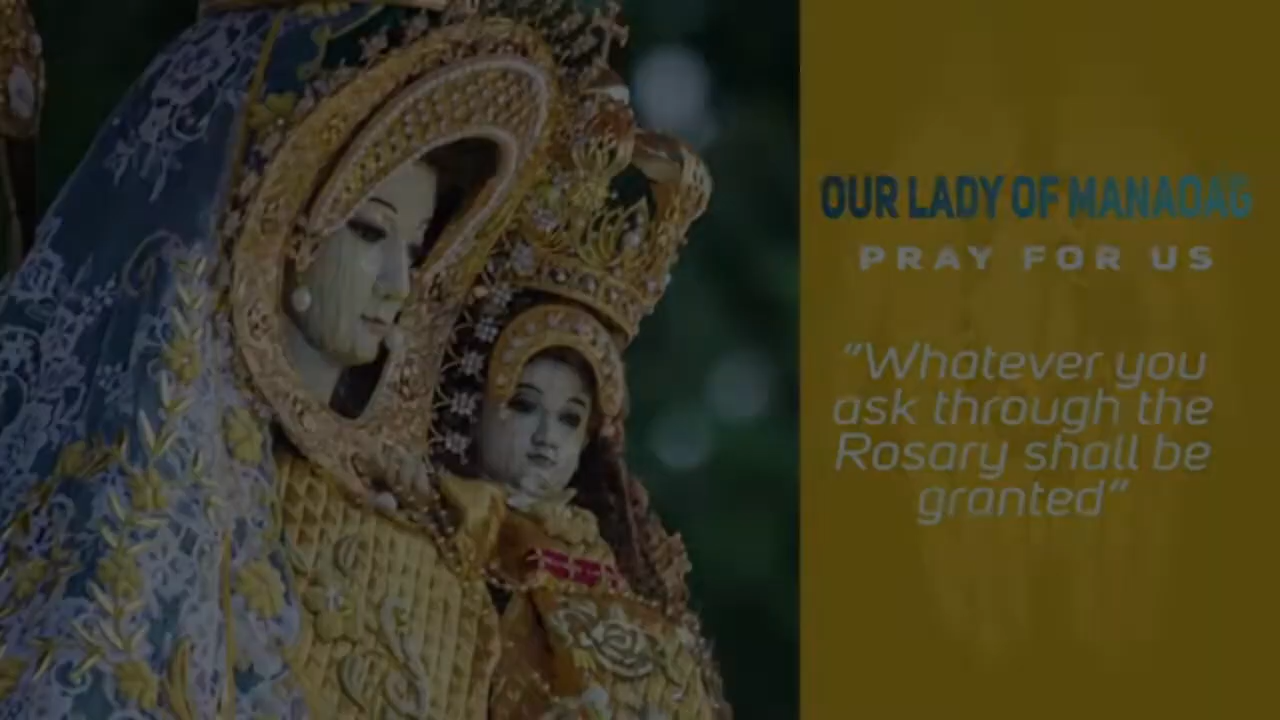 OUR LADY OF MANAOAG
PRAY FOR US
“Whatever you
ask through the
Rosary shall be
granted”